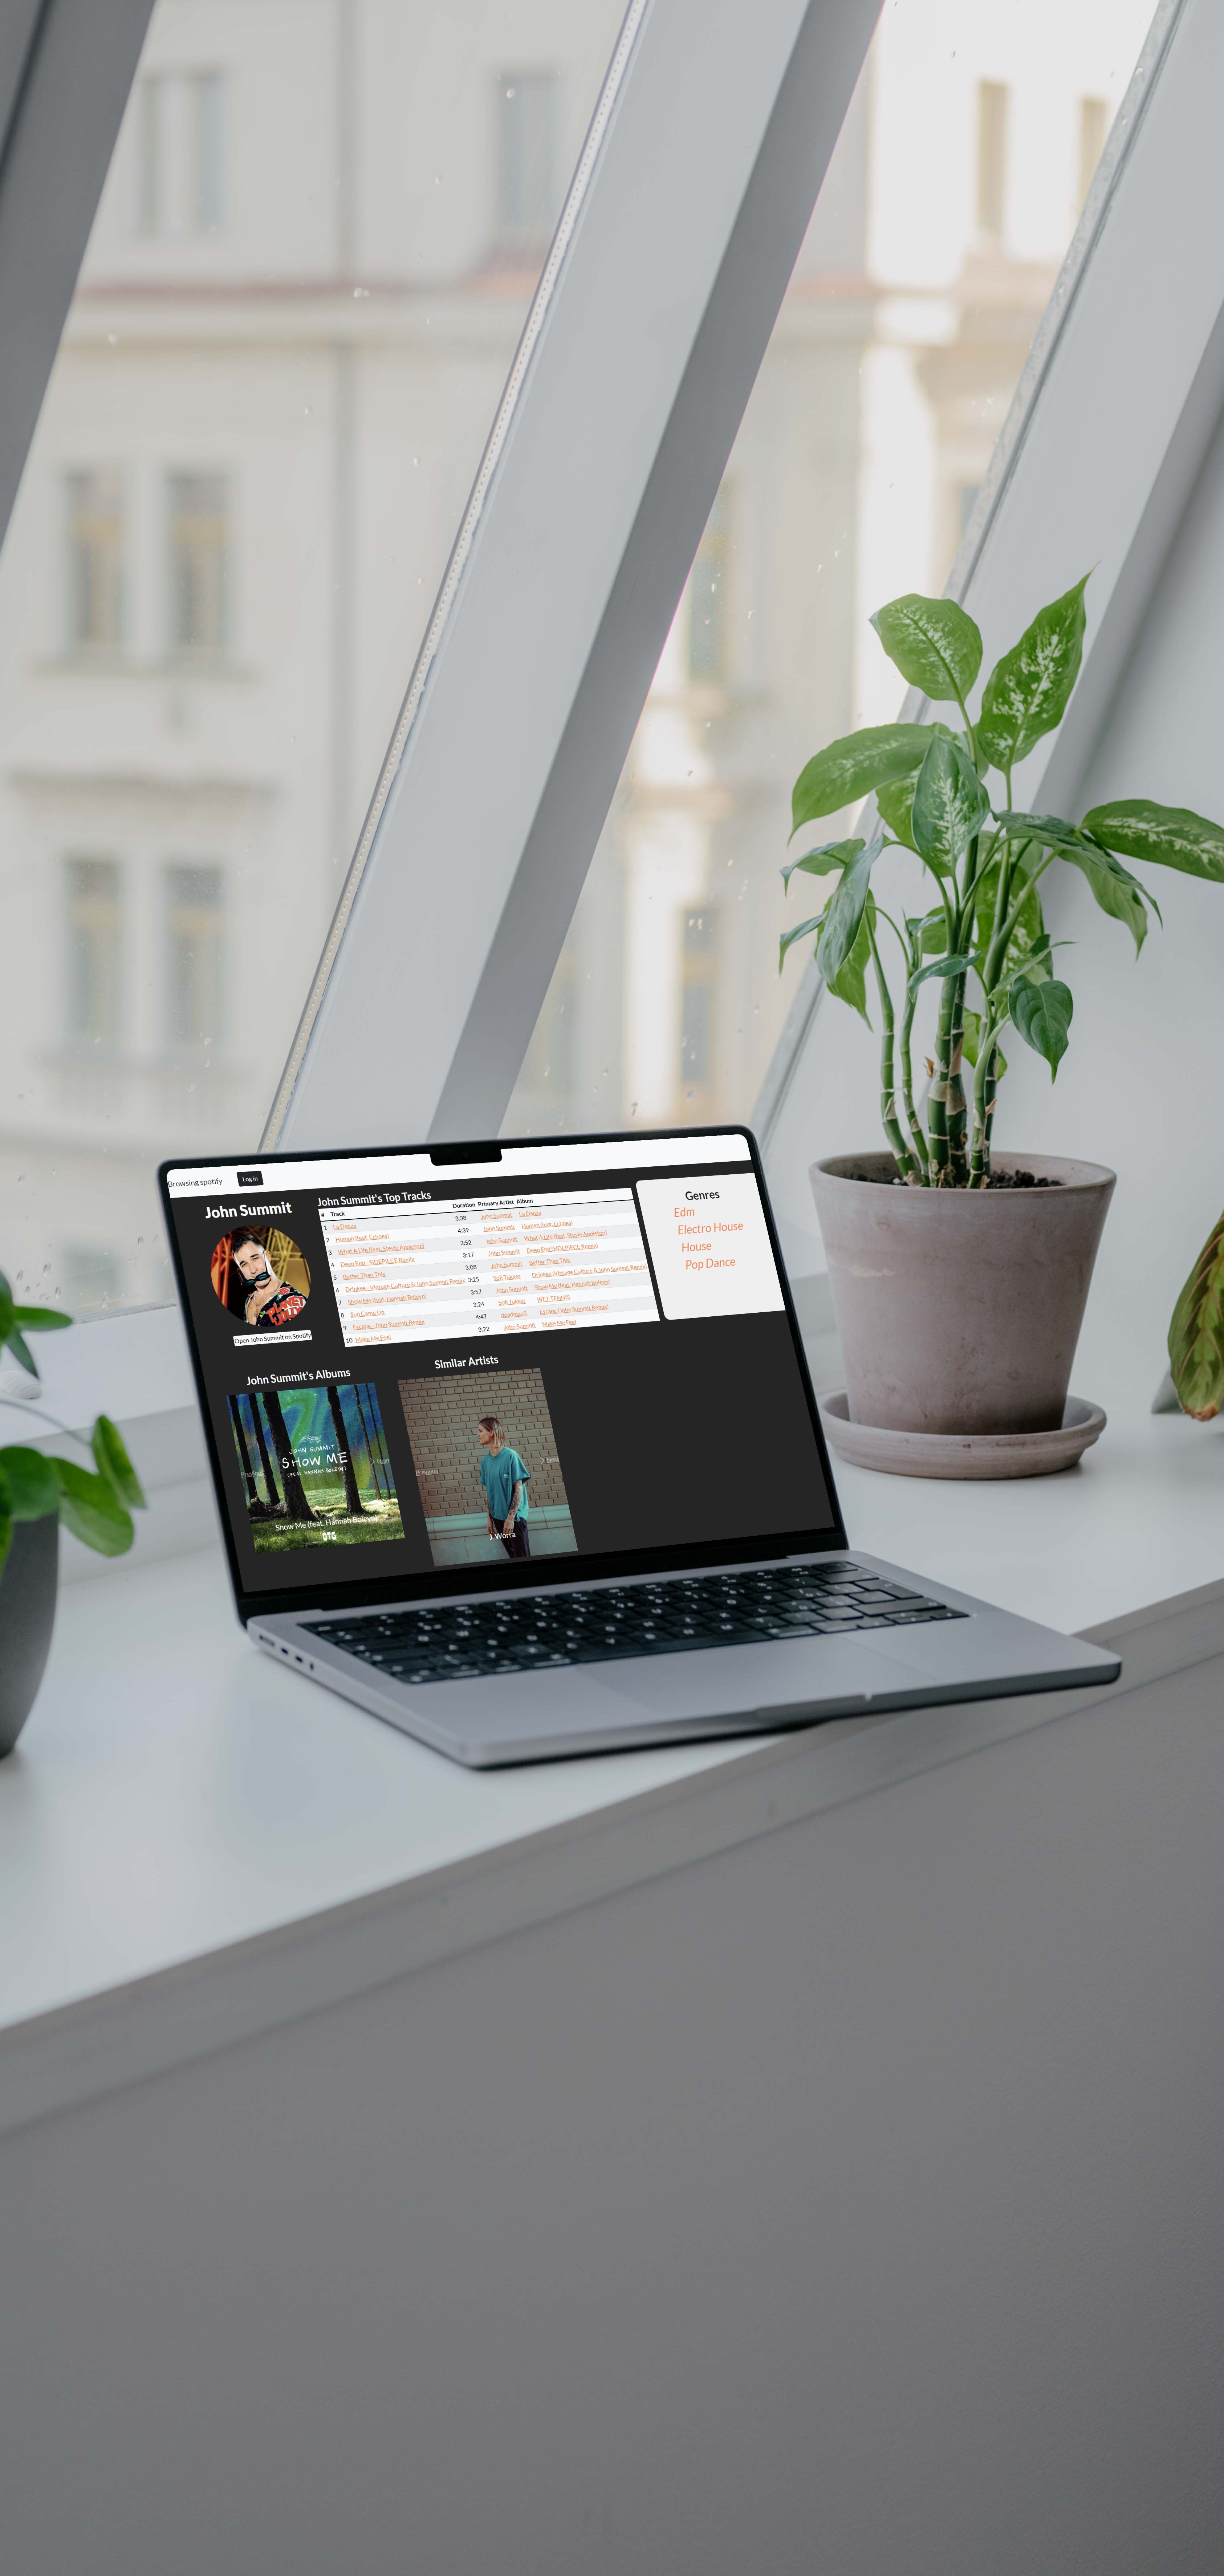 Browsing spotify Log in
John Summit
Open John Summit on Spotify
John Summit's Top Tracks
# Track Duration Primary Artist Album
1 La Danza 3:38 John Summit La Danza
2 Human (feat. Echoes) 4:39 John Summit Human (feat. Echoes)
3 What A Life (feat. Stevie Appleton) 3:52 John Summit What A Life (feat. Stevie Appleton)
4 Deep End - SIDEPIECE Remix 3:17 John Summit Deep End (SIDEPIECE Remix)
5 Better Than This 3:08 John Summit Better Than This
6 Drinkee - Vintage Culture & John Summit Remix 3:25 Sofi Tukker Drinkee (Vintage Culture & John Summit Remix)
7 Show Me (feat. Hannah Boleyn) 3:57 John Summit Show Me (feat. Hannah Boleyn)
8 Sun Came Up 3:24 Sofi Tukker WET TENNIS
9 Escape - John Summit Remix 4:47 deadmau5 Escape (John Summit Remix)
10 Make Me Feel 3:22 John Summit Make Me Feel
Genres
Edm
Electro House
House
Pop Dance
John Summit's Albums
JOHN SUMMIT
SHOW ME
(FEAT. HANNAH BOLEYN)
Previous Next
Show Me (feat. Hannah Boleyn)
Similar Artists
Previous Next
J. Worra